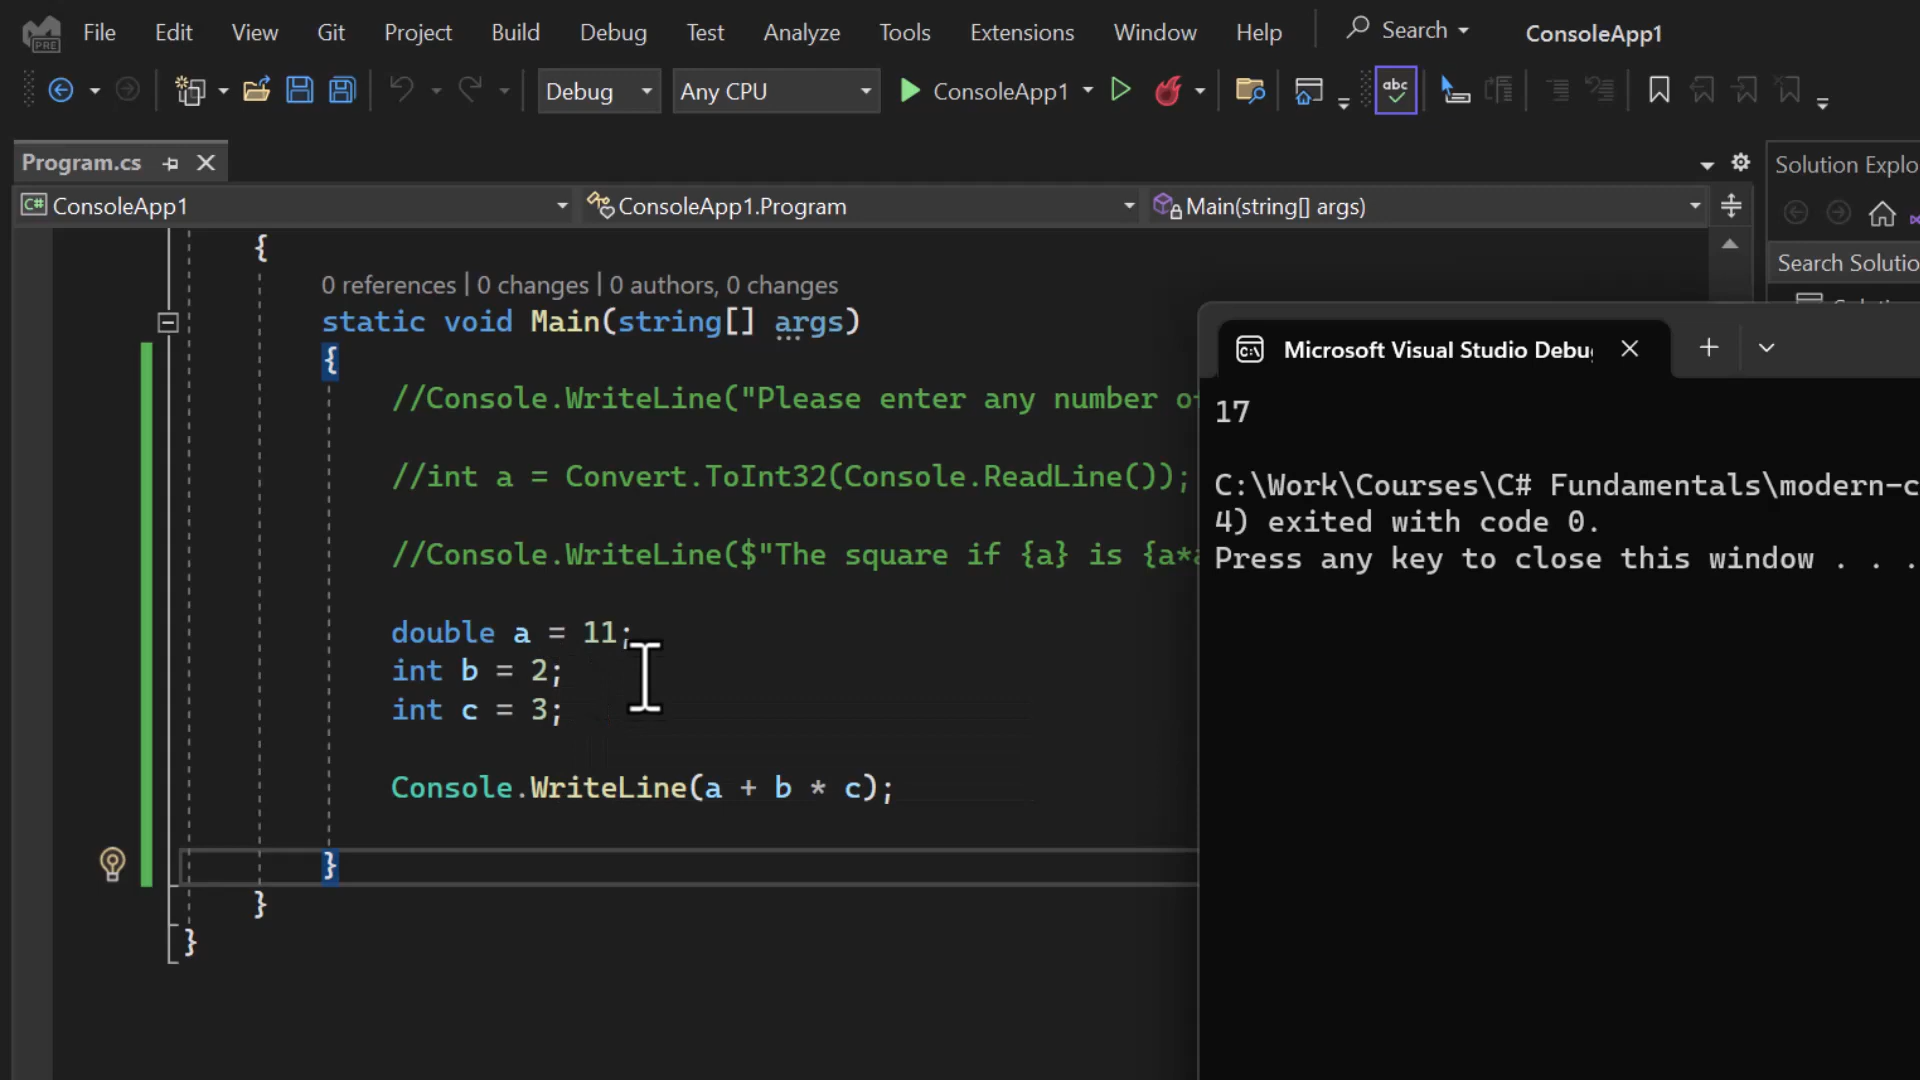 PRE File Edit View Git Project Build Debug Test Analyze Tools Extensions Window Help Search ConsoleApp1
Debug Any CPU ConsoleApp1 abc
Program.cs
Solution Explo
C# ConsoleApp1 ConsoleApp1.Program Main(string[] args)
Search Solutio
{
0 references | 0 changes | 0 authors, 0 changes
static void Main(string[] args)
{
//Console.WriteLine("Please enter any number o
//int a = Convert.ToInt32(Console.ReadLine());
//Console.WriteLine($"The square if {a} is {a*a
double a = 11;
int b = 2;
int c = 3;
Console.WriteLine(a + b * c);
}
}
}
Microsoft Visual Studio Debu
17
C:\Work\Courses\C# Fundamentals\modern-c
4) exited with code 0.
Press any key to close this window . . .